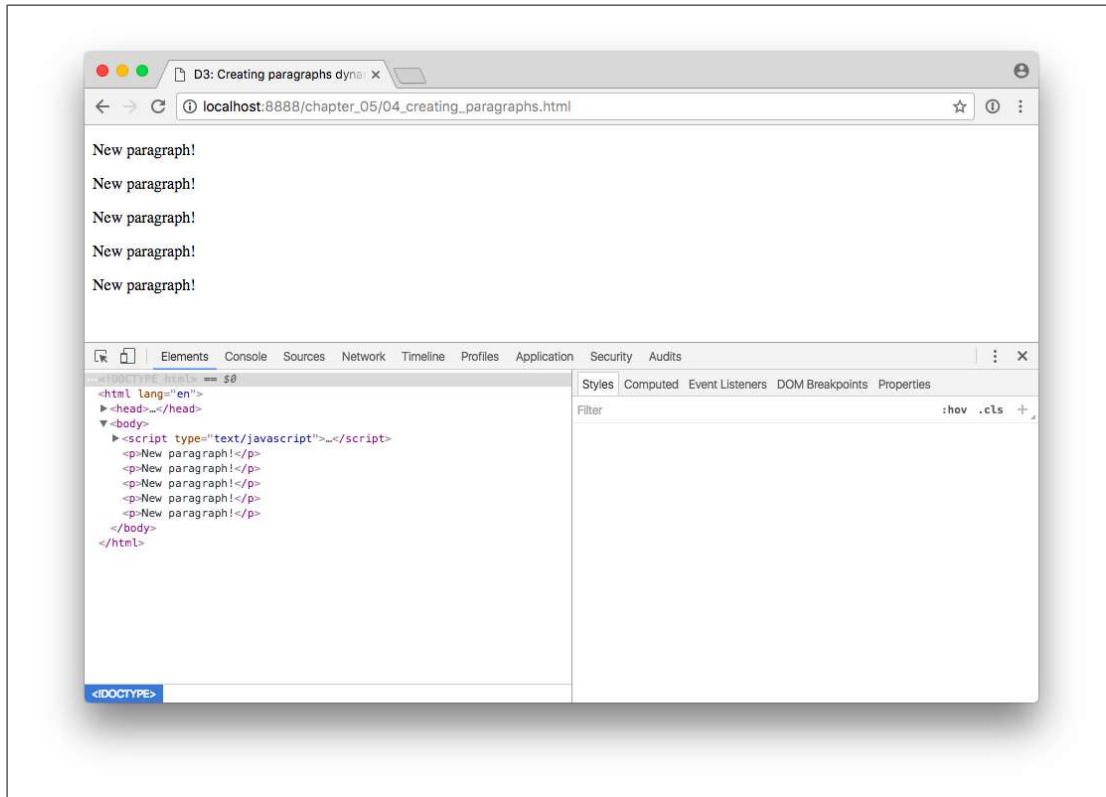 D3: Creating paragraphs dyna
localhost:8888/chapter_05/04_creating_paragraphs.html
New paragraph!
New paragraph!
New paragraph!
New paragraph!
New paragraph!
Elements Console Sources Network Timeline Profiles Application Security Audits
<!DOCTYPE html> == $0
<html lang="en">
<head>…</head>
<body>
<script type="text/javascript">…</script>
<p>New paragraph!</p>
<p>New paragraph!</p>
<p>New paragraph!</p>
<p>New paragraph!</p>
<p>New paragraph!</p>
</body>
</html>
<!DOCTYPE>
Styles Computed Event Listeners DOM Breakpoints Properties
Filter :hov .cls +